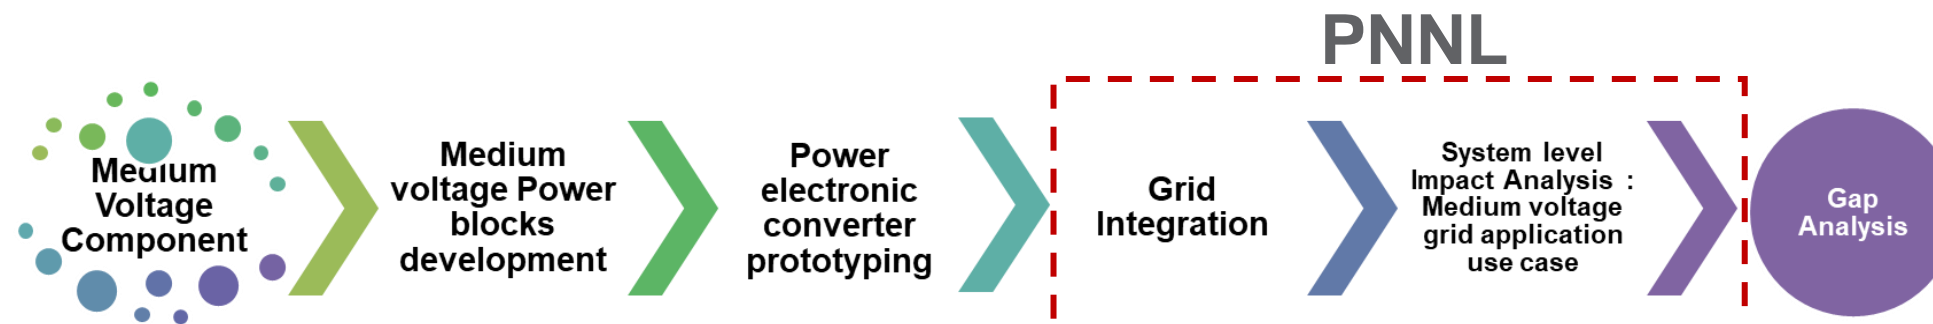 PNNL
Medium
Voltage
Component
Medium
voltage Power
blocks
development
Power
electronic
converter
prototyping
Grid
Integration
System level
Impact Analysis :
Medium voltage
grid application
use case
Gap
Analysis